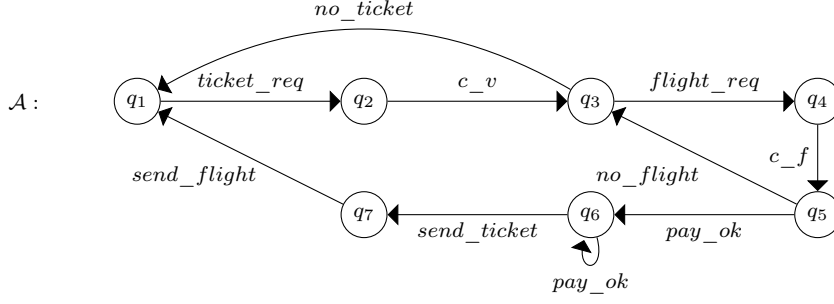 no_ticket
𝒜 :
q₁
ticket_req
q₂
c_v
q₃
flight_req
q₄
c_f
send_flight
no_flight
q₇
send_ticket
q₆
pay_ok
q₅
pay_ok